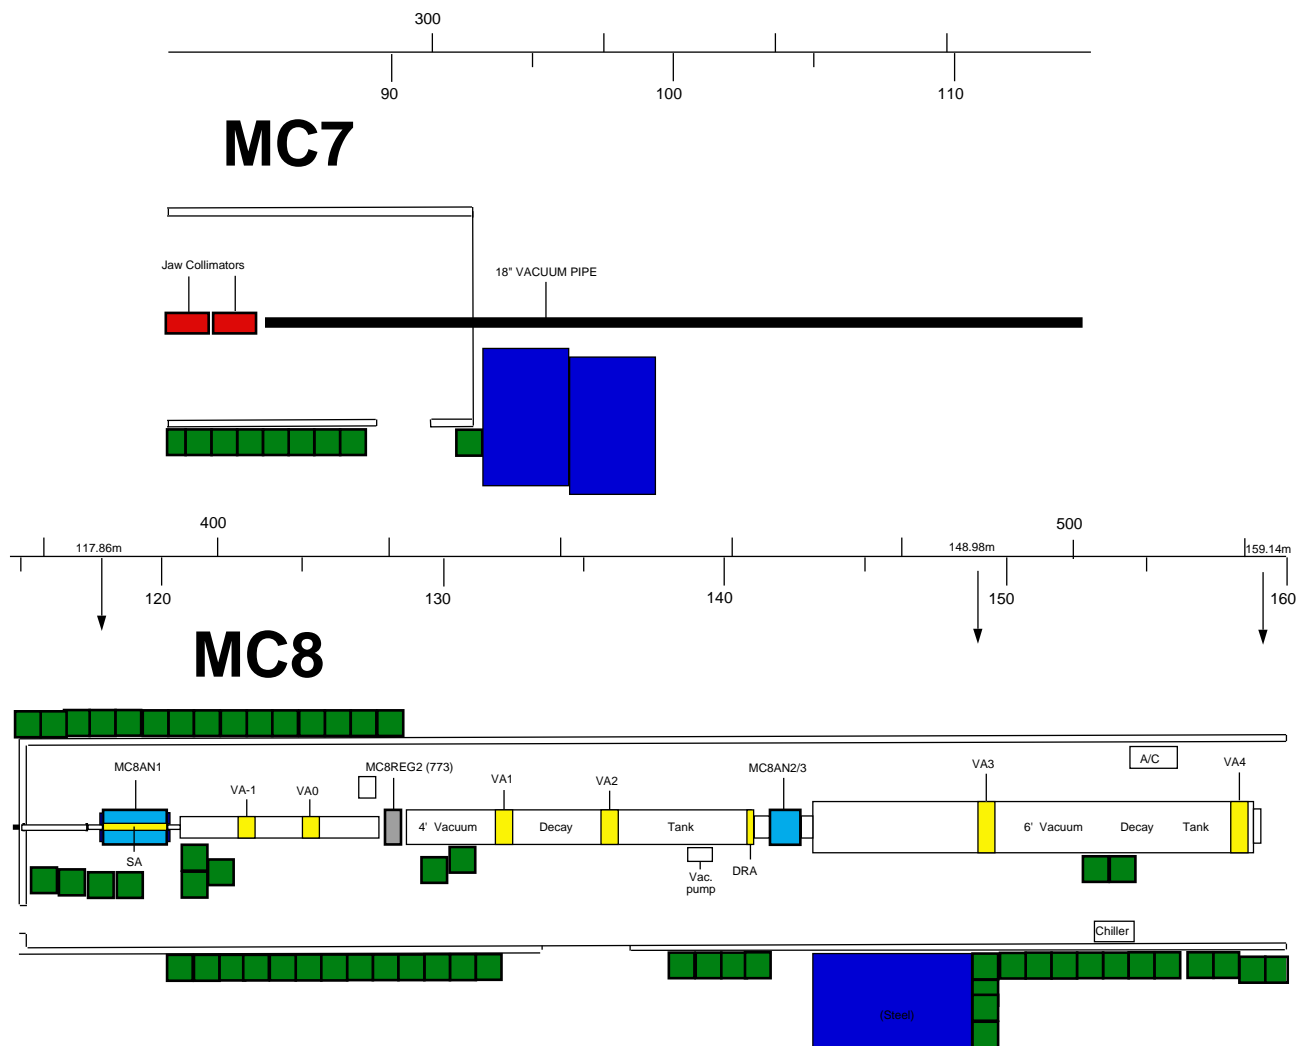 300
90 100 110
MC7
Jaw Collimators
18" VACUUM PIPE
400 500
117.86m 148.98m 159.14m
120 130 140 150 160
MC8
MC8AN1 MC8REG2 (773) MC8AN2/3 VA3 A/C VA4
VA-1 VA0 VA1 VA2
4' Vacuum Decay Tank 6' Vacuum Decay Tank
SA DRA
Vac.
pump
Chiller
(Steel)